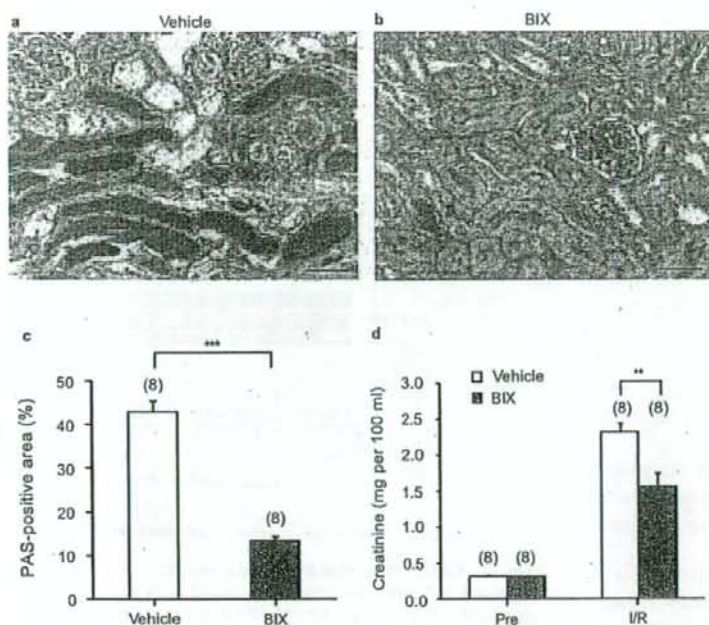 a
Vehicle
b
BIX
c
***
(8)
(8)
PAS-positive area (%)
50
40
30
20
10
0
Vehicle
BIX
d
Vehicle
BIX
**
(8)
(8)
(8)
(8)
Creatinine (mg per 100 ml)
3.0
2.5
2.0
1.5
1.0
0.5
0.0
Pre
I/R